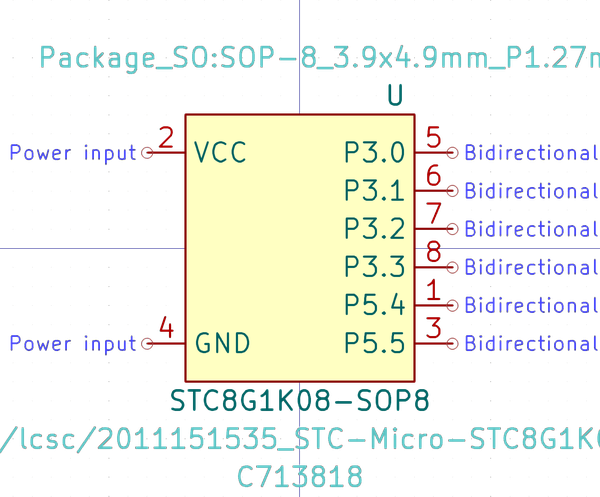 Package_SO:SOP-8_3.9x4.9mm_P1.27m
U
Power input 2 VCC P3.0 5 Bidirectional
P3.1 6 Bidirectional
P3.2 7 Bidirectional
P3.3 8 Bidirectional
P5.4 1 Bidirectional
Power input 4 GND P5.5 3 Bidirectional
STC8G1K08-SOP8
/lcsc/2011151535_STC-Micro-STC8G1K0
C713818